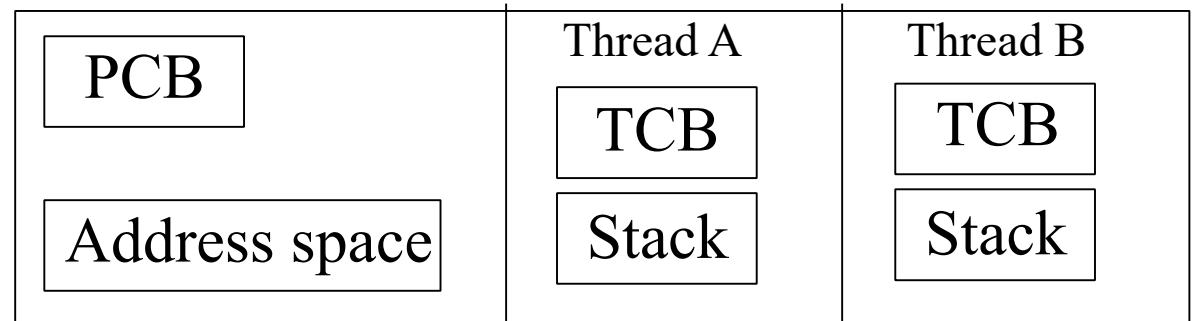 PCB
Address space
Thread A
TCB
Stack
Thread B
TCB
Stack